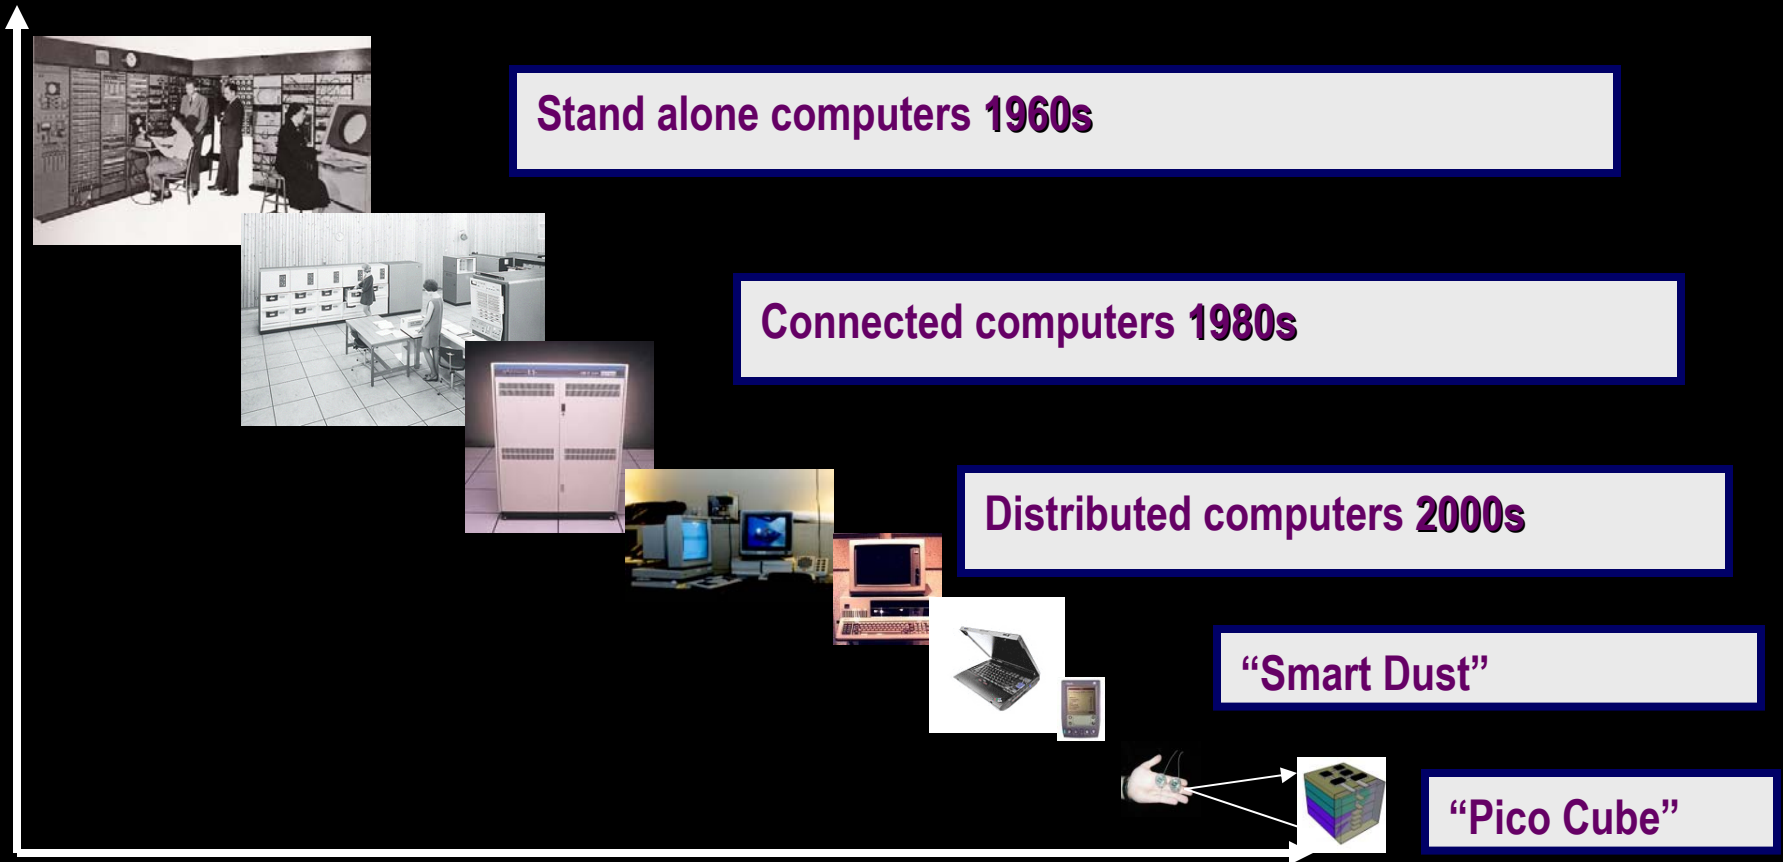 Stand alone computers 1960s
Connected computers 1980s
Distributed computers 2000s
“Smart Dust”
“Pico Cube”